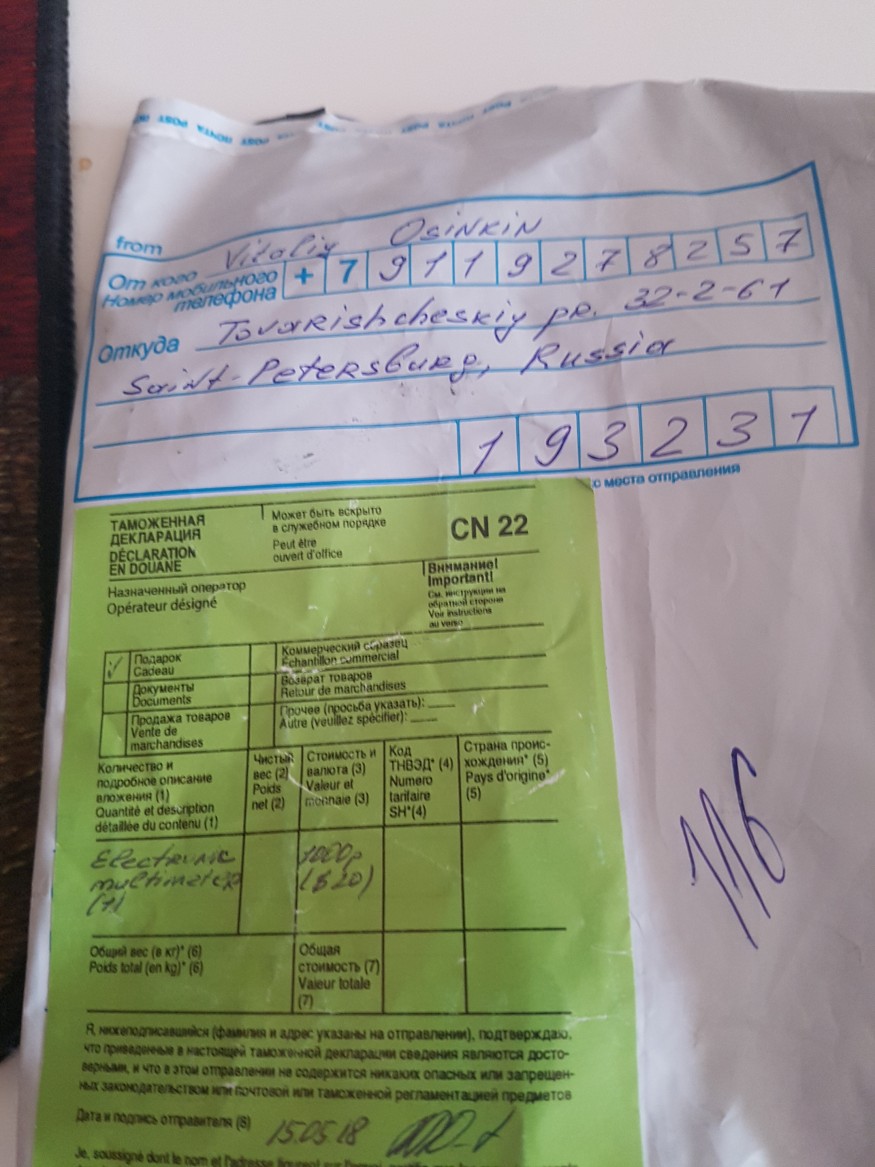 from
Vitaliy Osinkin
От кого
Номер мобильного телефона + 7 9 1 1 9 2 7 8 2 5 7
Откуда Tovarishcheskiy pr. 32-2-61
Saint-Petersburg, Russia
1 9 3 2 3 1
с места отправления
ТАМОЖЕННАЯ
ДЕКЛАРАЦИЯ
DÉCLARATION
EN DOUANE
Может быть вскрыто
в служебном порядке
Peut être
ouvert d'office
CN 22
Назначенный оператор
Opérateur désigné
Внимание!
Important!
См. инструкции на
обратной стороне
Voir instructions
au verso
✓ Подарок
Cadeau
Коммерческий образец
Échantillon commercial
Документы
Documents
Возврат товаров
Retour de marchandises
Продажа товаров
Vente de
marchandises
Прочее (просьба указать):
Autre (veuillez spécifier):
Количество и
подробное описание
вложения (1)
Quantité et description
détaillée du contenu (1)
Чистый
вес (2)
Poids
net (2)
Стоимость и
валюта (3)
Valeur et
monnaie (3)
Код
ТНВЭД* (4)
Numero
tarifaire
SH*(4)
Страна проис-
хождения* (5)
Pays d'origine*
(5)
Electronic
multimeter
(1)
1000р
($20)
Общий вес (в кг)* (6)
Poids total (en kg)* (6)
Общая
стоимость (7)
Valeur totale
(7)
Я, нижеподписавшийся (фамилия и адрес указаны на отправлении), подтверждаю,
что приведенные в настоящей таможенной декларации сведения являются досто-
верными, и что в этом отправлении не содержится никаких опасных или запрещен-
ных законодательством или почтовой или таможенной регламентацией предметов
Дата и подпись отправителя (8) 15.05.18
Je, soussigné dont le nom et l'adresse figurent sur l'envoi